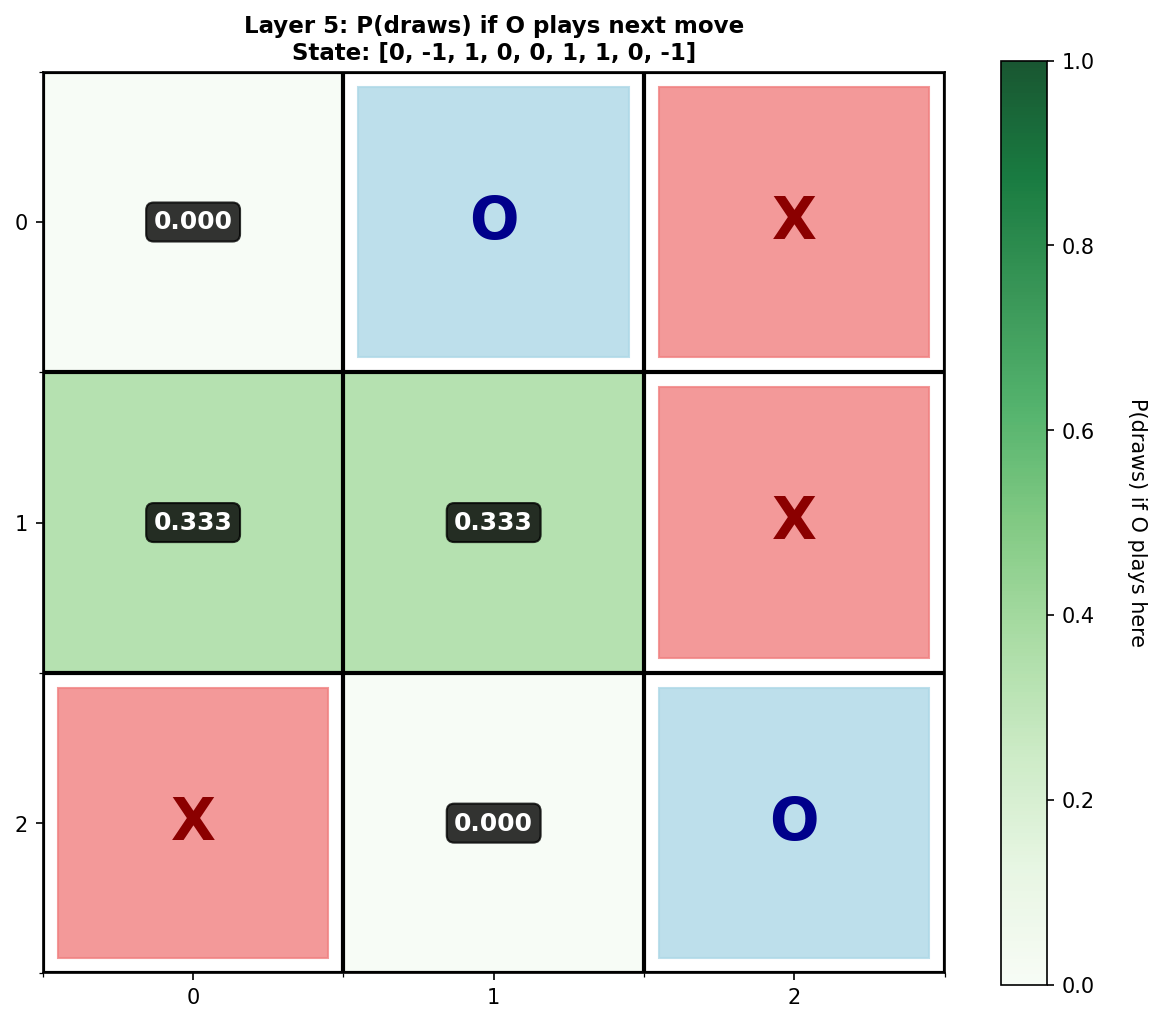 Layer 5: P(draws) if O plays next move
State: [0, -1, 1, 0, 0, 1, 1, 0, -1]
0
0.000
O
X
1
0.333
0.333
X
2
X
0.000
O
0
1
2
1.0
0.8
0.6
0.4
0.2
0.0
P(draws) if O plays here